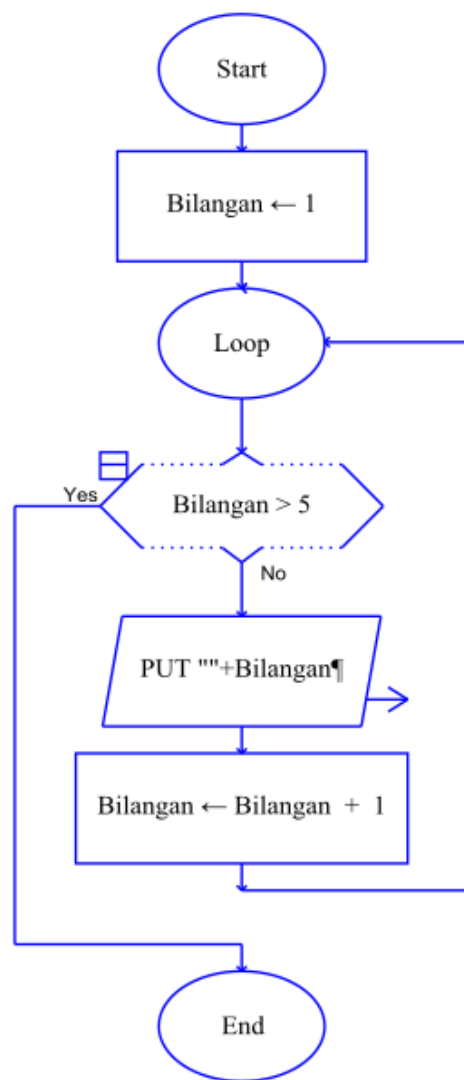 Start
Bilangan ← 1
Loop
Bilangan > 5
Yes
No
PUT ""+Bilangan¶
Bilangan ← Bilangan + 1
End